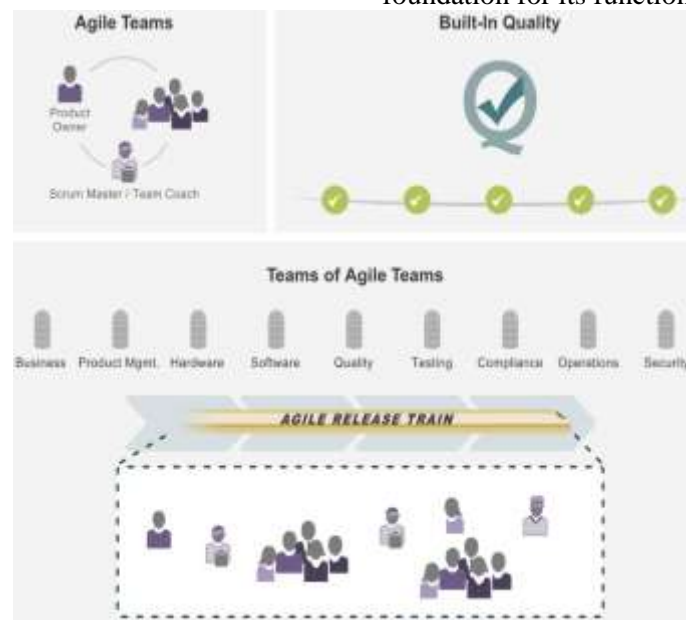 foundation for its function
Agile Teams
Built-In Quality
Product
Owner
Scrum Master / Team Coach
Teams of Agile Teams
Business Product Mgmt. Hardware Software Quality Testing Compliance Operations Security
AGILE RELEASE TRAIN